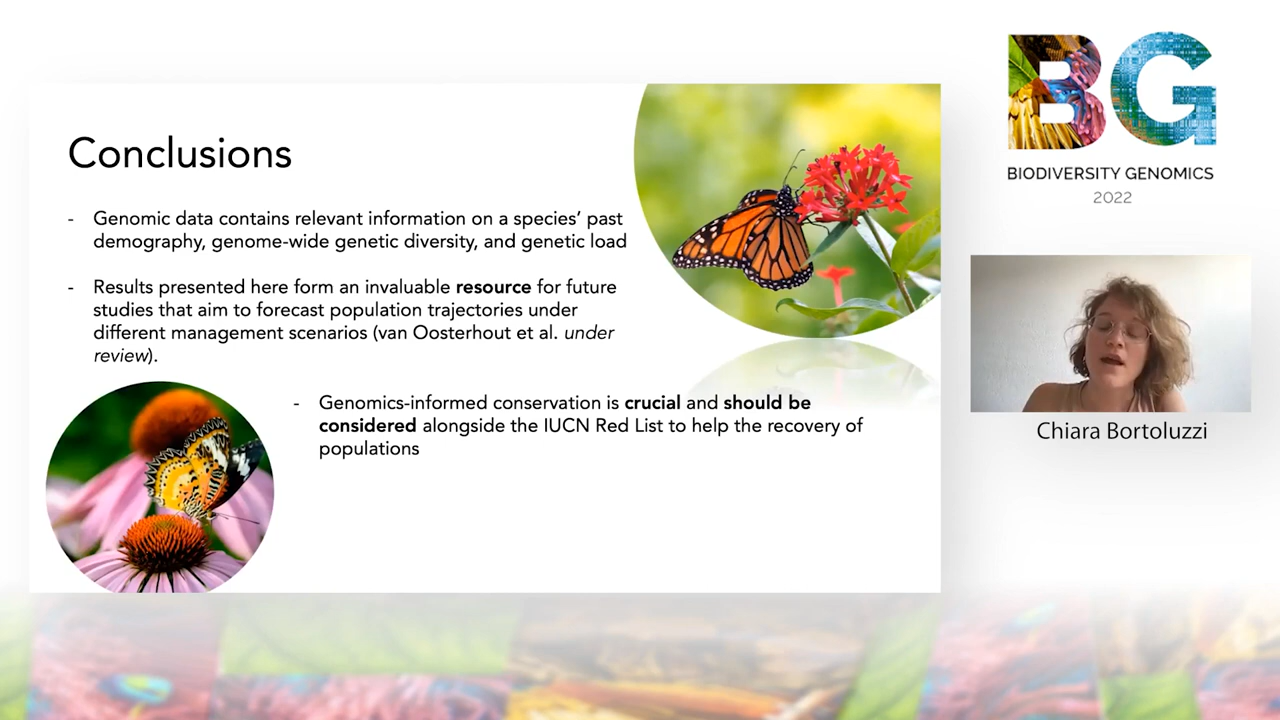 Conclusions
- Genomic data contains relevant information on a species’ past
demography, genome-wide genetic diversity, and genetic load
- Results presented here form an invaluable resource for future
studies that aim to forecast population trajectories under
different management scenarios (van Oosterhout et al. under
review).
- Genomics-informed conservation is crucial and should be
considered alongside the IUCN Red List to help the recovery of
populations
BG
BIODIVERSITY GENOMICS
2022
Chiara Bortoluzzi